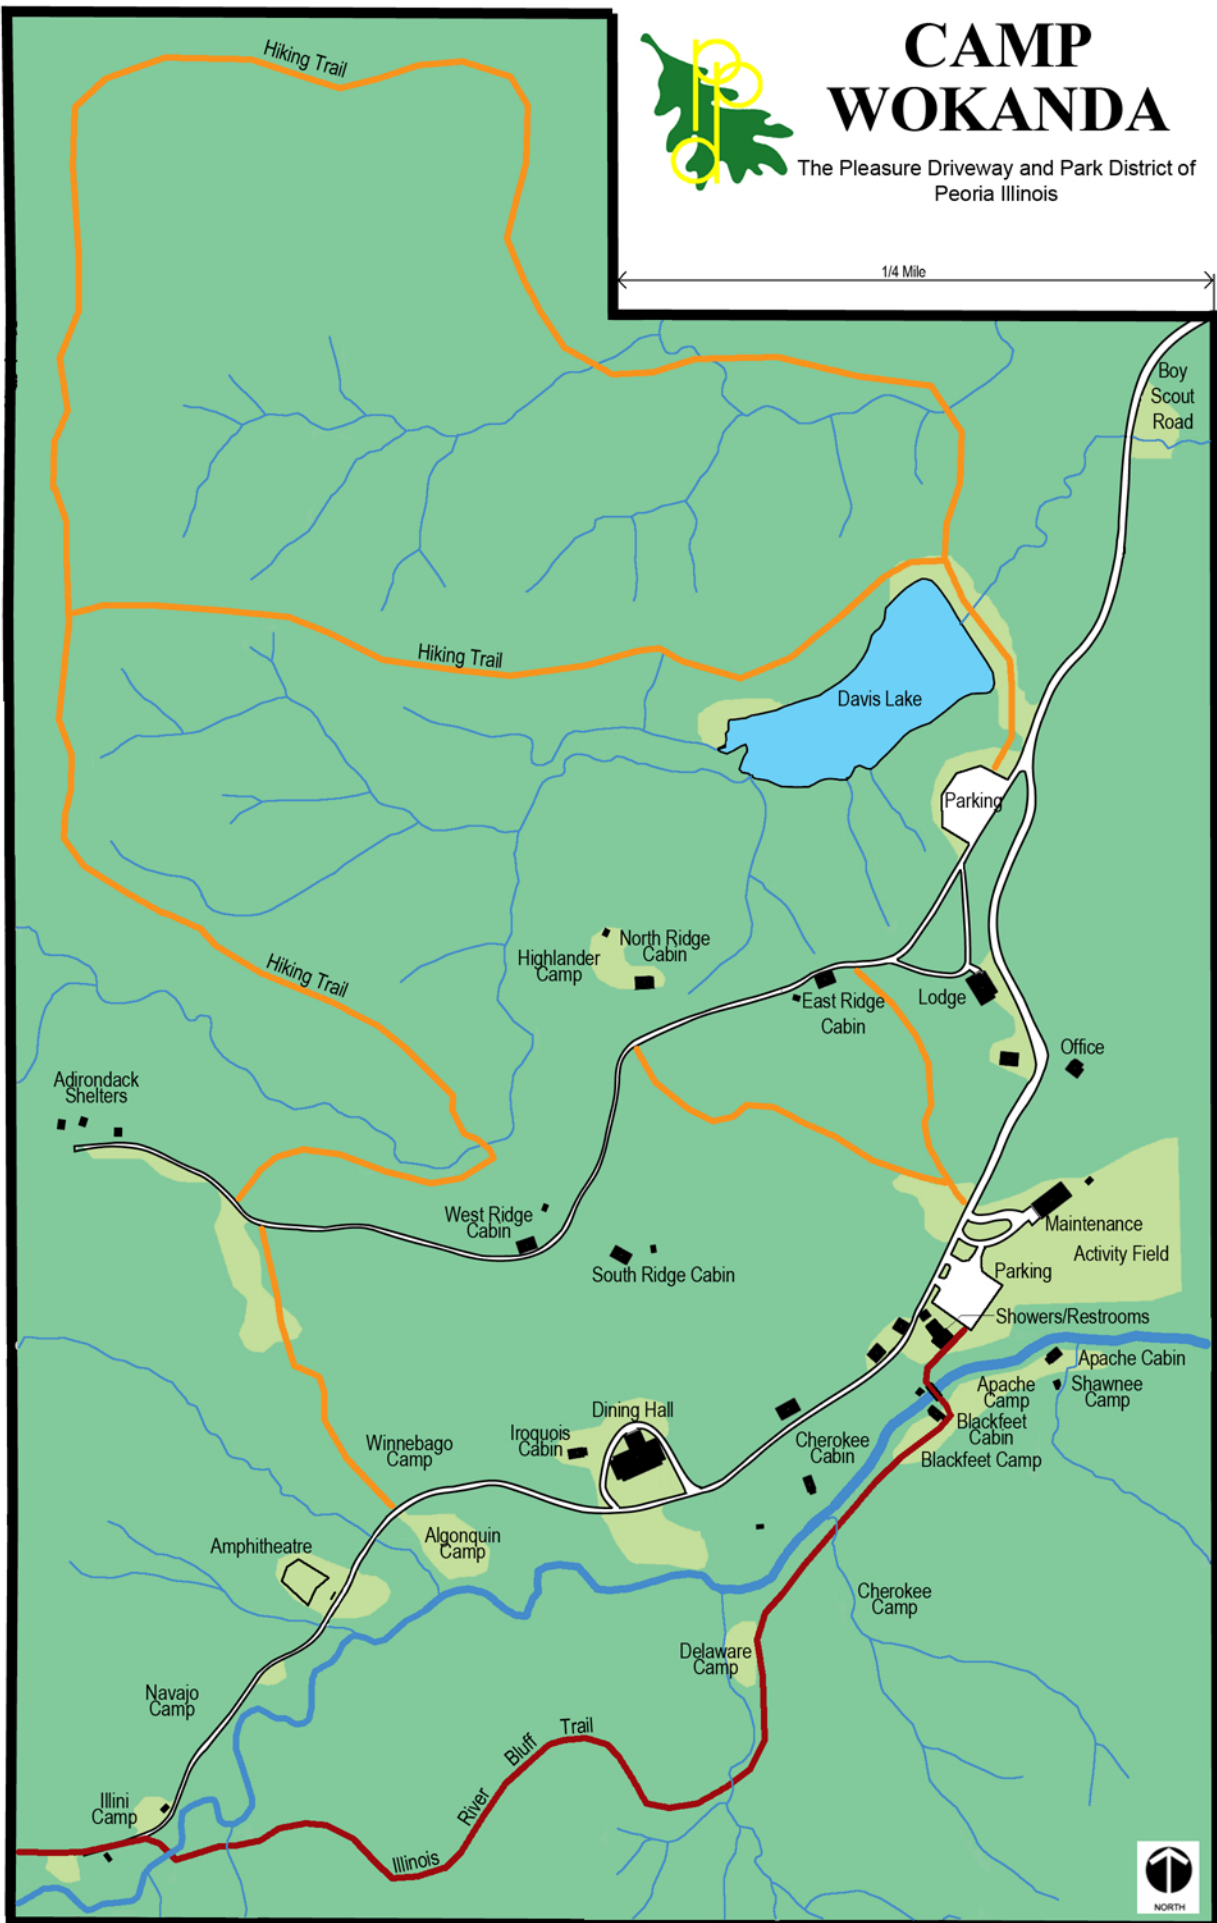 Hiking Trail
CAMP
WOKANDA
The Pleasure Driveway and Park District of
Peoria Illinois
1/4 Mile
Boy
Scout
Road
Hiking Trail
Davis Lake
Parking
North Ridge
Cabin
Highlander
Camp
Hiking Trail
East Ridge
Cabin
Lodge
Office
Adirondack
Shelters
West Ridge
Cabin
South Ridge Cabin
Maintenance
Activity Field
Parking
Showers/Restrooms
Apache Cabin
Apache
Camp
Shawnee
Camp
Blackfeet
Cabin
Blackfeet Camp
Dining Hall
Iroquois
Cabin
Cherokee
Cabin
Winnebago
Camp
Algonquin
Camp
Amphitheatre
Cherokee
Camp
Delaware
Camp
Navajo
Camp
Illini
Camp
Illinois River Bluff Trail
NORTH